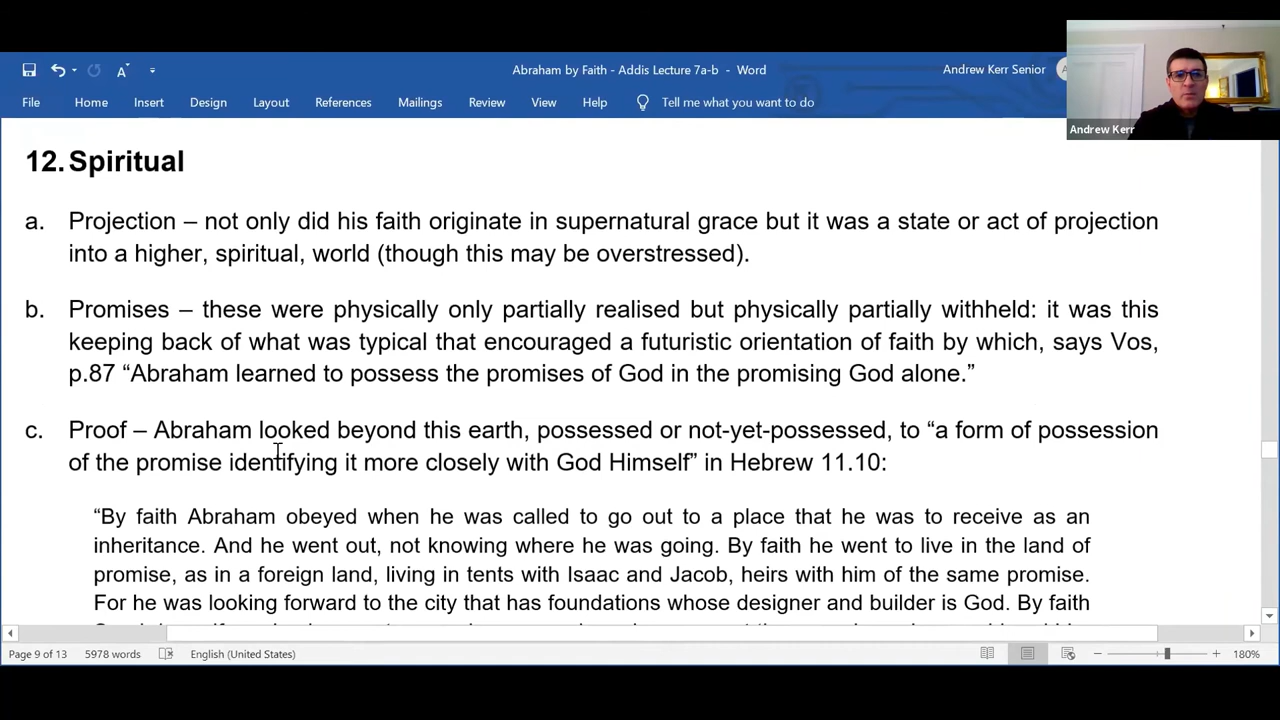 Abraham by Faith - Addis Lecture 7a-b - Word
Andrew Kerr Senior
File Home Insert Design Layout References Mailings Review View Help Tell me what you want to do
Andrew Kerr
12. Spiritual
a. Projection – not only did his faith originate in supernatural grace but it was a state or act of projection
into a higher, spiritual, world (though this may be overstressed).
b. Promises – these were physically only partially realised but physically partially withheld: it was this
keeping back of what was typical that encouraged a futuristic orientation of faith by which, says Vos,
p.87 “Abraham learned to possess the promises of God in the promising God alone.”
c. Proof – Abraham looked beyond this earth, possessed or not-yet-possessed, to “a form of possession
of the promise identifying it more closely with God Himself” in Hebrew 11.10:
“By faith Abraham obeyed when he was called to go out to a place that he was to receive as an
inheritance. And he went out, not knowing where he was going. By faith he went to live in the land of
promise, as in a foreign land, living in tents with Isaac and Jacob, heirs with him of the same promise.
For he was looking forward to the city that has foundations whose designer and builder is God. By faith
Page 9 of 13 5978 words English (United States) 180%